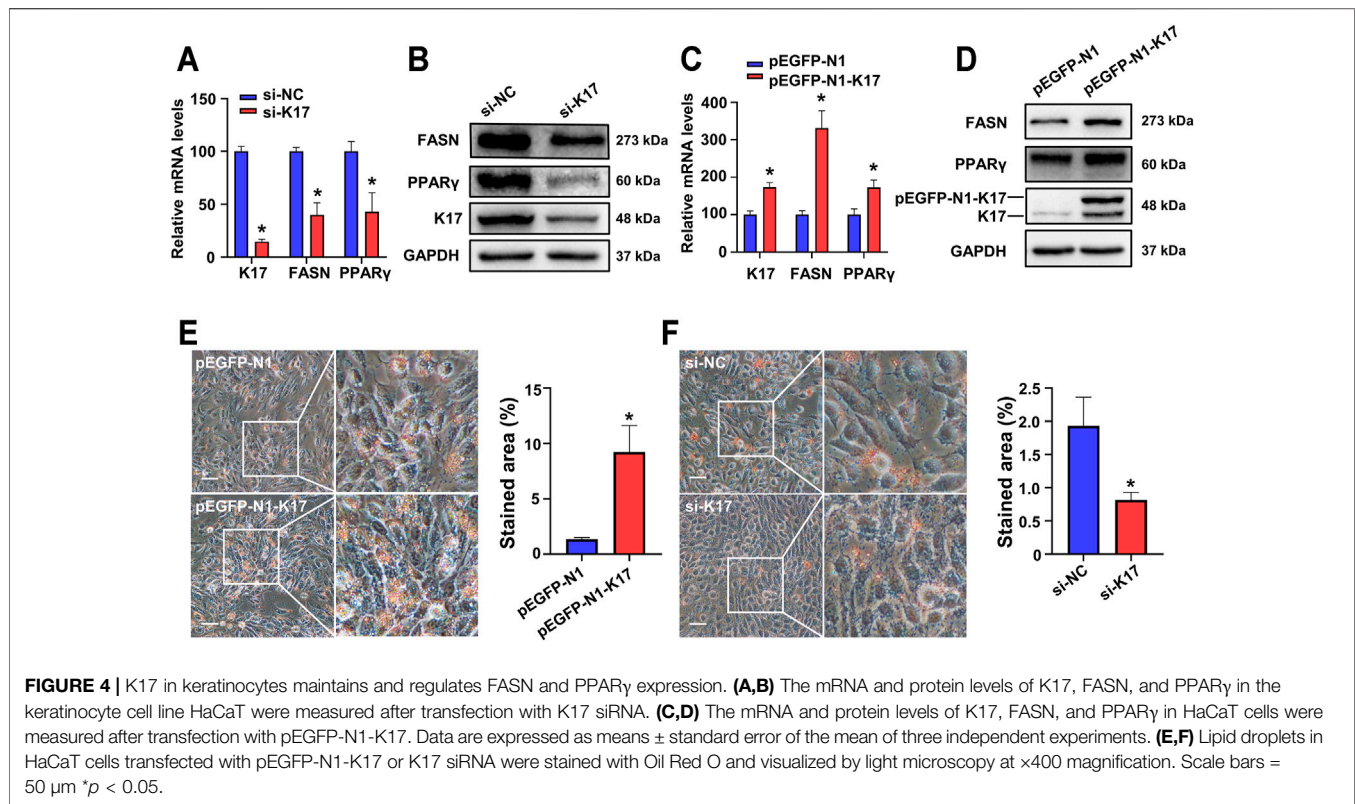 A
si-NC
si-K17
Relative mRNA levels
150
100
50
0
*
*
*
K17 FASN PPARγ
B
si-NC si-K17
FASN 273 kDa
PPARγ 60 kDa
K17 48 kDa
GAPDH 37 kDa
C
pEGFP-N1
pEGFP-N1-K17
Relative mRNA levels
400
300
200
100
0
*
*
*
K17 FASN PPARγ
D
pEGFP-N1 pEGFP-N1-K17
FASN 273 kDa
PPARγ 60 kDa
pEGFP-N1-K17
K17 48 kDa
GAPDH 37 kDa
E
pEGFP-N1
pEGFP-N1-K17
Stained area (%)
15
10
5
0
*
pEGFP-N1 pEGFP-N1-K17
F
si-NC
si-K17
Stained area (%)
2.5
2.0
1.5
1.0
0.5
0.0
*
si-NC si-K17
FIGURE 4 | K17 in keratinocytes maintains and regulates FASN and PPARγ expression. (A,B) The mRNA and protein levels of K17, FASN, and PPARγ in the
keratinocyte cell line HaCaT were measured after transfection with K17 siRNA. (C,D) The mRNA and protein levels of K17, FASN, and PPARγ in HaCaT cells were
measured after transfection with pEGFP-N1-K17. Data are expressed as means ± standard error of the mean of three independent experiments. (E,F) Lipid droplets in
HaCaT cells transfected with pEGFP-N1-K17 or K17 siRNA were stained with Oil Red O and visualized by light microscopy at ×400 magnification. Scale bars =
50 μm *p < 0.05.